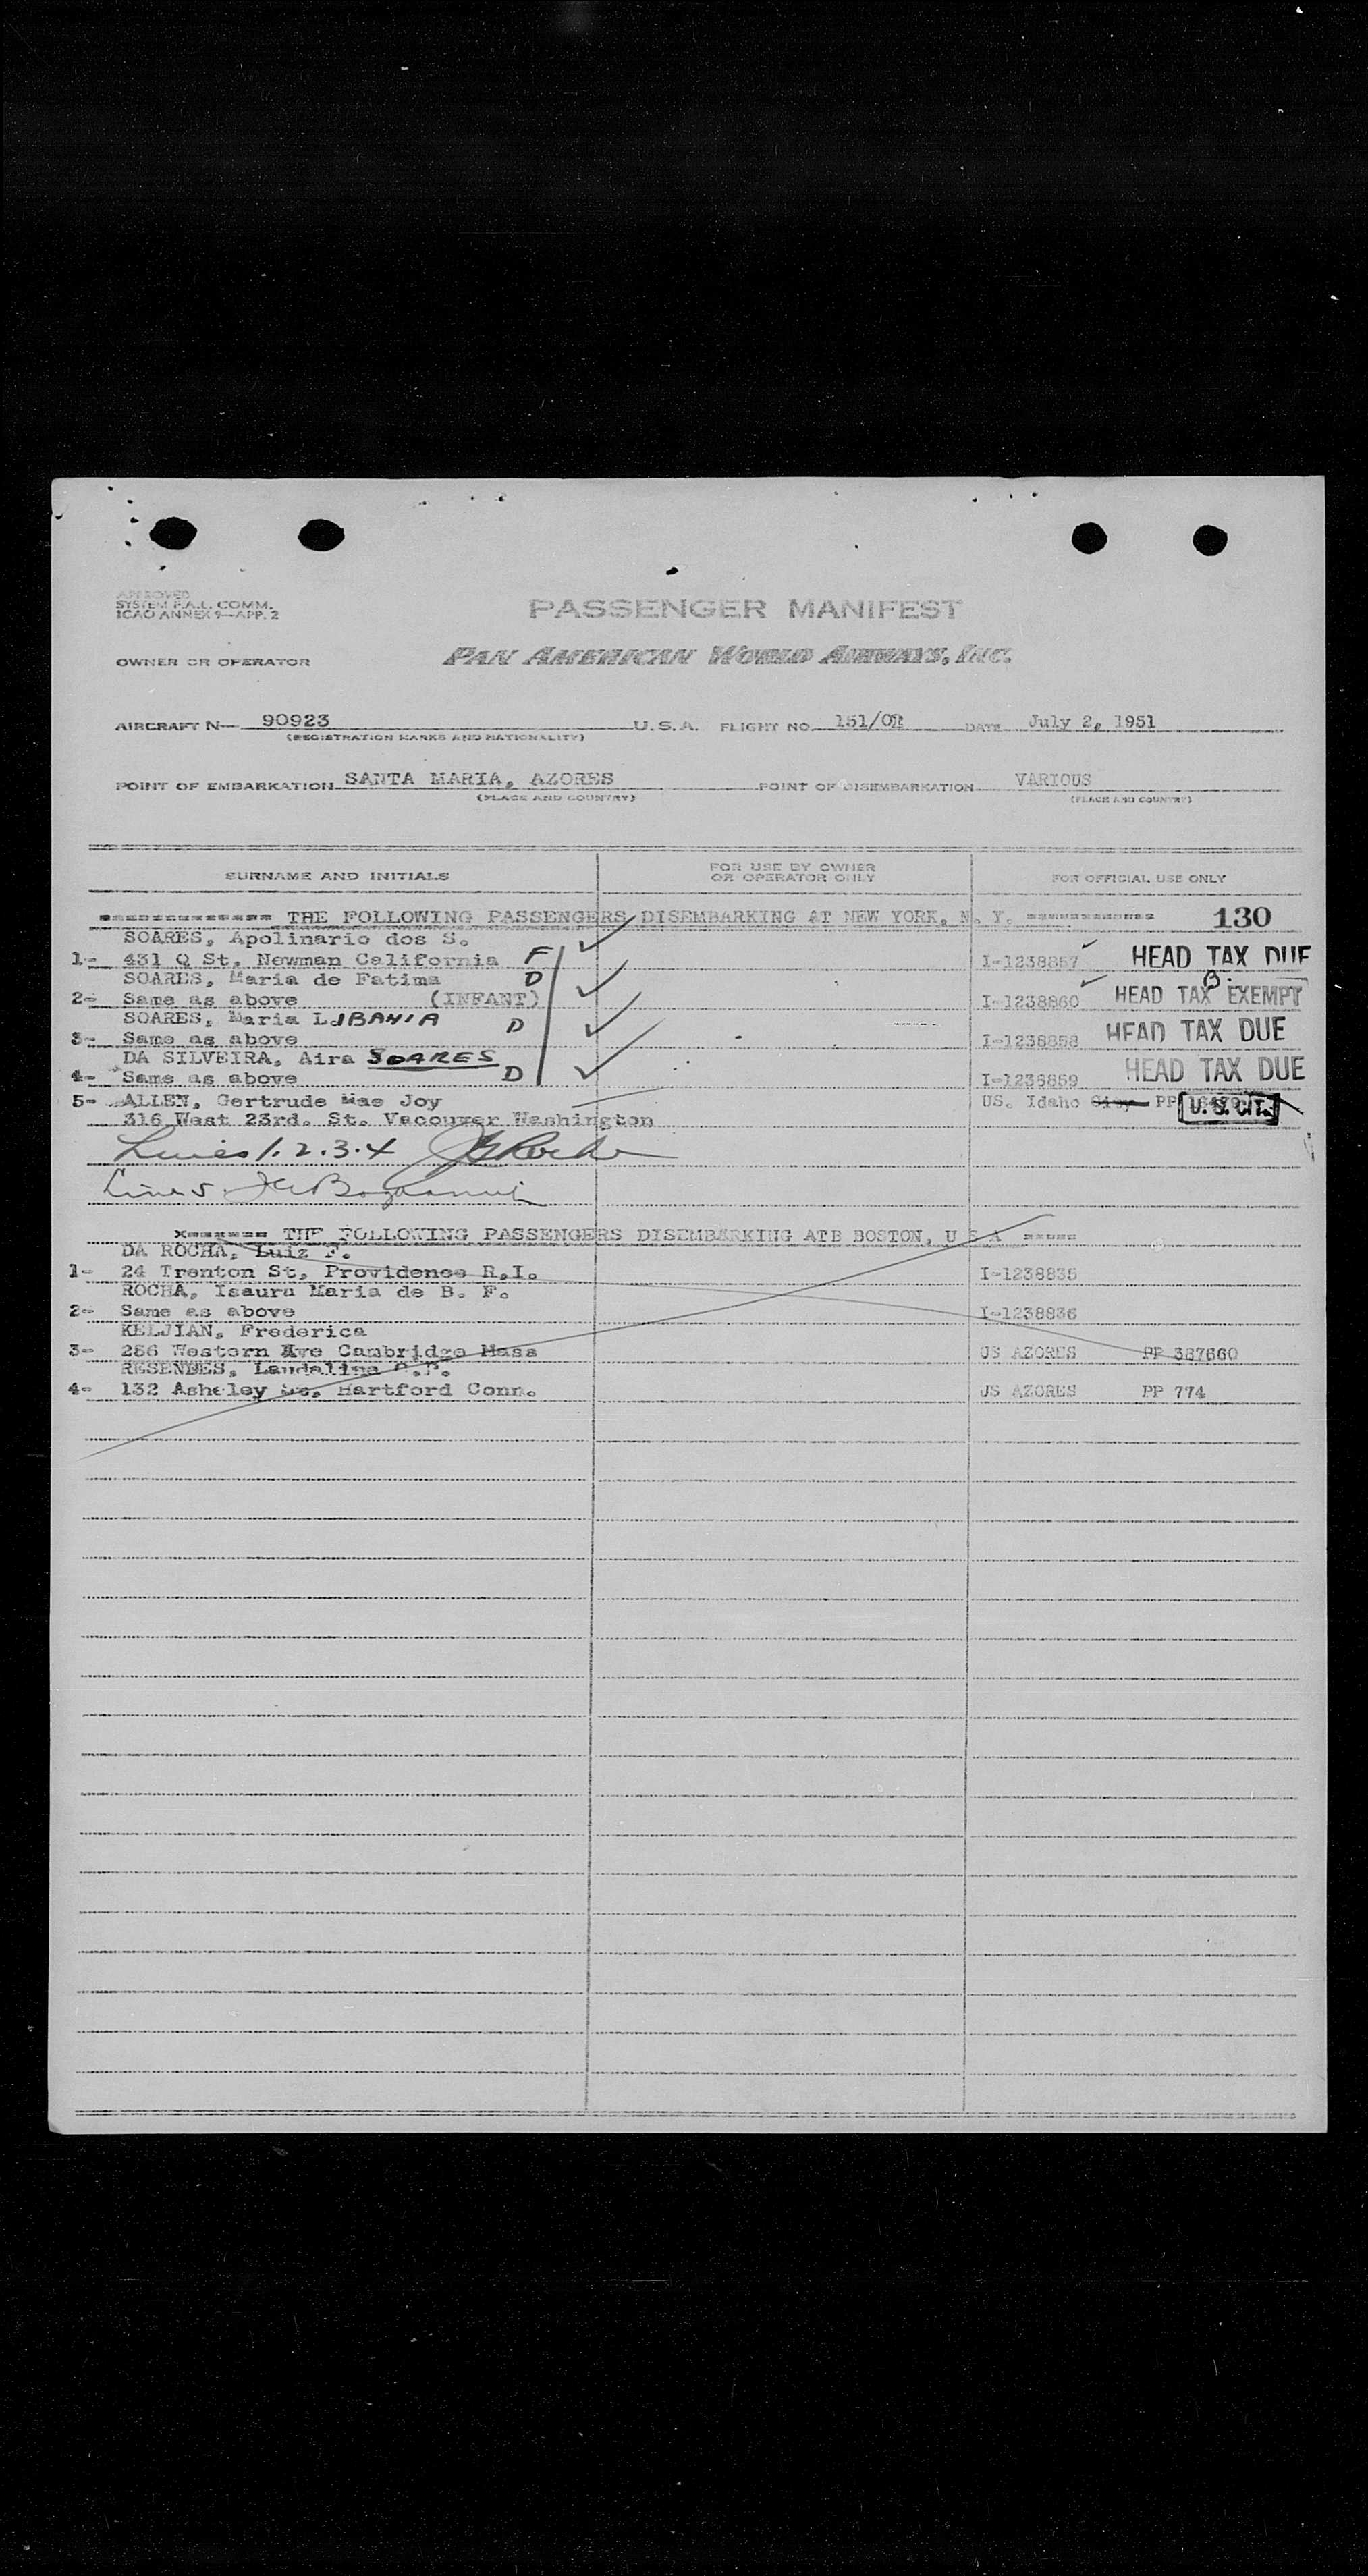 APPROVED
SYSTEM F.A.L. COMM.
ICAO ANNEX 9—APP. 2
PASSENGER MANIFEST
OWNER OR OPERATOR
PAN AMERICAN WORLD AIRWAYS, INC.
AIRCRAFT N— 90923 U.S.A. FLIGHT NO. 151/ DATE July 2, 1951
(REGISTRATION MARKS AND NATIONALITY)
POINT OF EMBARKATION SANTA MARIA, AZORES POINT OF DISEMBARKATION VARIOUS
(PLACE AND COUNTRY) (PLACE AND COUNTRY)
SURNAME AND INITIALS FOR USE BY OWNER OR OPERATOR ONLY FOR OFFICIAL USE ONLY
============= THE FOLLOWING PASSENGERS DISEMBARKING AT NEW YORK, N. Y. ============ 130
SOARES, Apolinario dos S.
1- 431 Q St. Newman California F I-1238857 HEAD TAX DUE
SOARES, Maria de Fatima D
2- Same as above (INFANT) I-1238860 HEAD TAX EXEMPT
SOARES, Maria LIBANIA D
3- Same as above I-1238858 HEAD TAX DUE
DA SILVEIRA, Aira SOARES
4- Same as above D I-1238859 HEAD TAX DUE
5- ALLEN, Gertrude Mae Joy US. Idaho City PP U. S. CIT.
316 West 23rd. St. Vacouver Washington
Lines 1.2.3.4 Roche
Line 5.
x====== THE FOLLOWING PASSENGERS DISEMBARKING ATB BOSTON, U S A =====
DA ROCHA, Luiz F.
1- 24 Trenton St, Providence R.I. I-1238835
ROCHA, Isauru Maria de B. F.
2- Same as above I-1238836
KELJIAN, Frederica
3- 256 Western Ave Cambridge Mass US AZORES PP 387660
RESENDES, Laudalina
4- 132 Asheley Hartford Conn. US AZORES PP 774